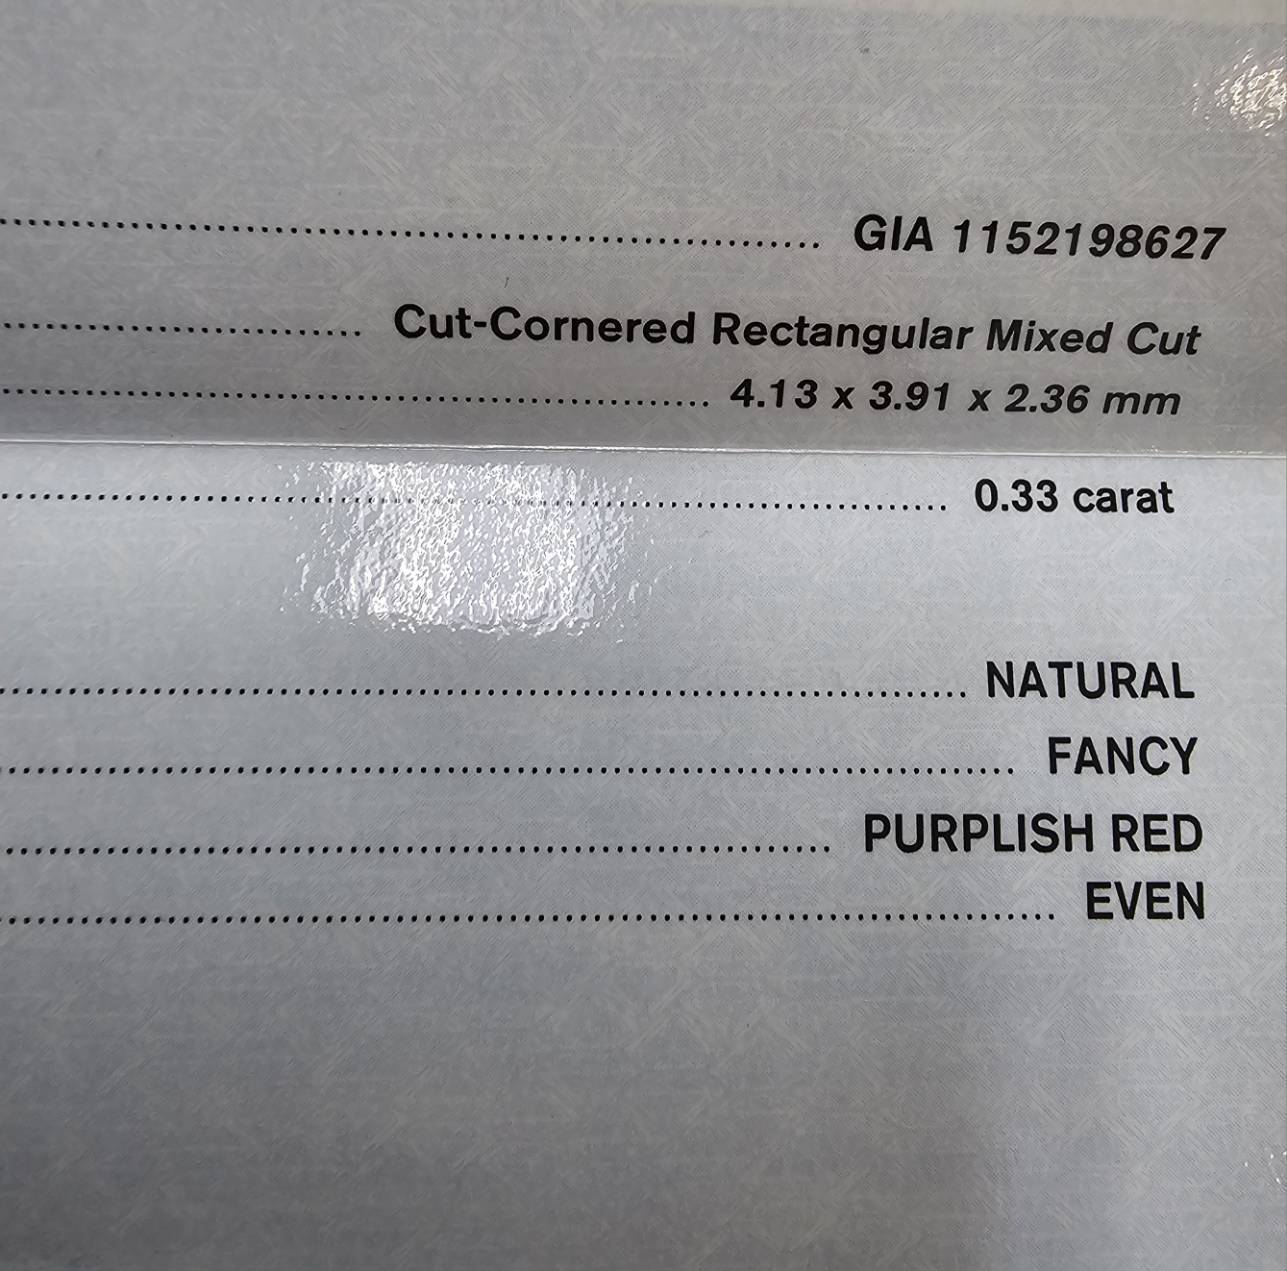 GIA 1152198627
Cut-Cornered Rectangular Mixed Cut
4.13 x 3.91 x 2.36 mm
0.33 carat
NATURAL
FANCY
PURPLISH RED
EVEN